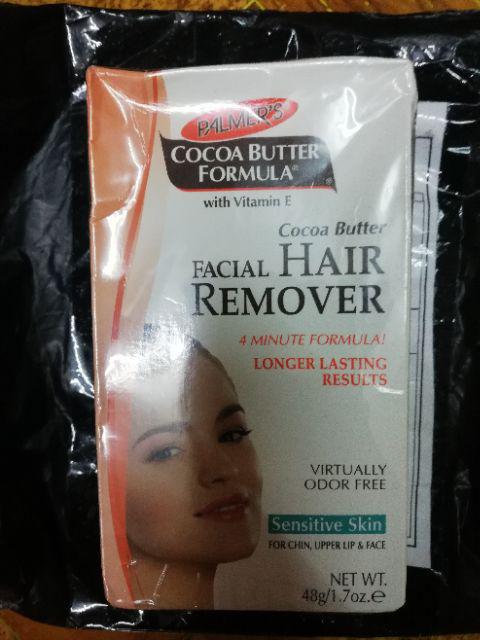 PALMER'S
COCOA BUTTER
FORMULA®
with Vitamin E
Cocoa Butter
FACIAL HAIR
REMOVER
4 MINUTE FORMULA!
LONGER LASTING
RESULTS
VIRTUALLY
ODOR FREE
Sensitive Skin
FOR CHIN, UPPER LIP & FACE
NET WT.
48g/1.7oz.e